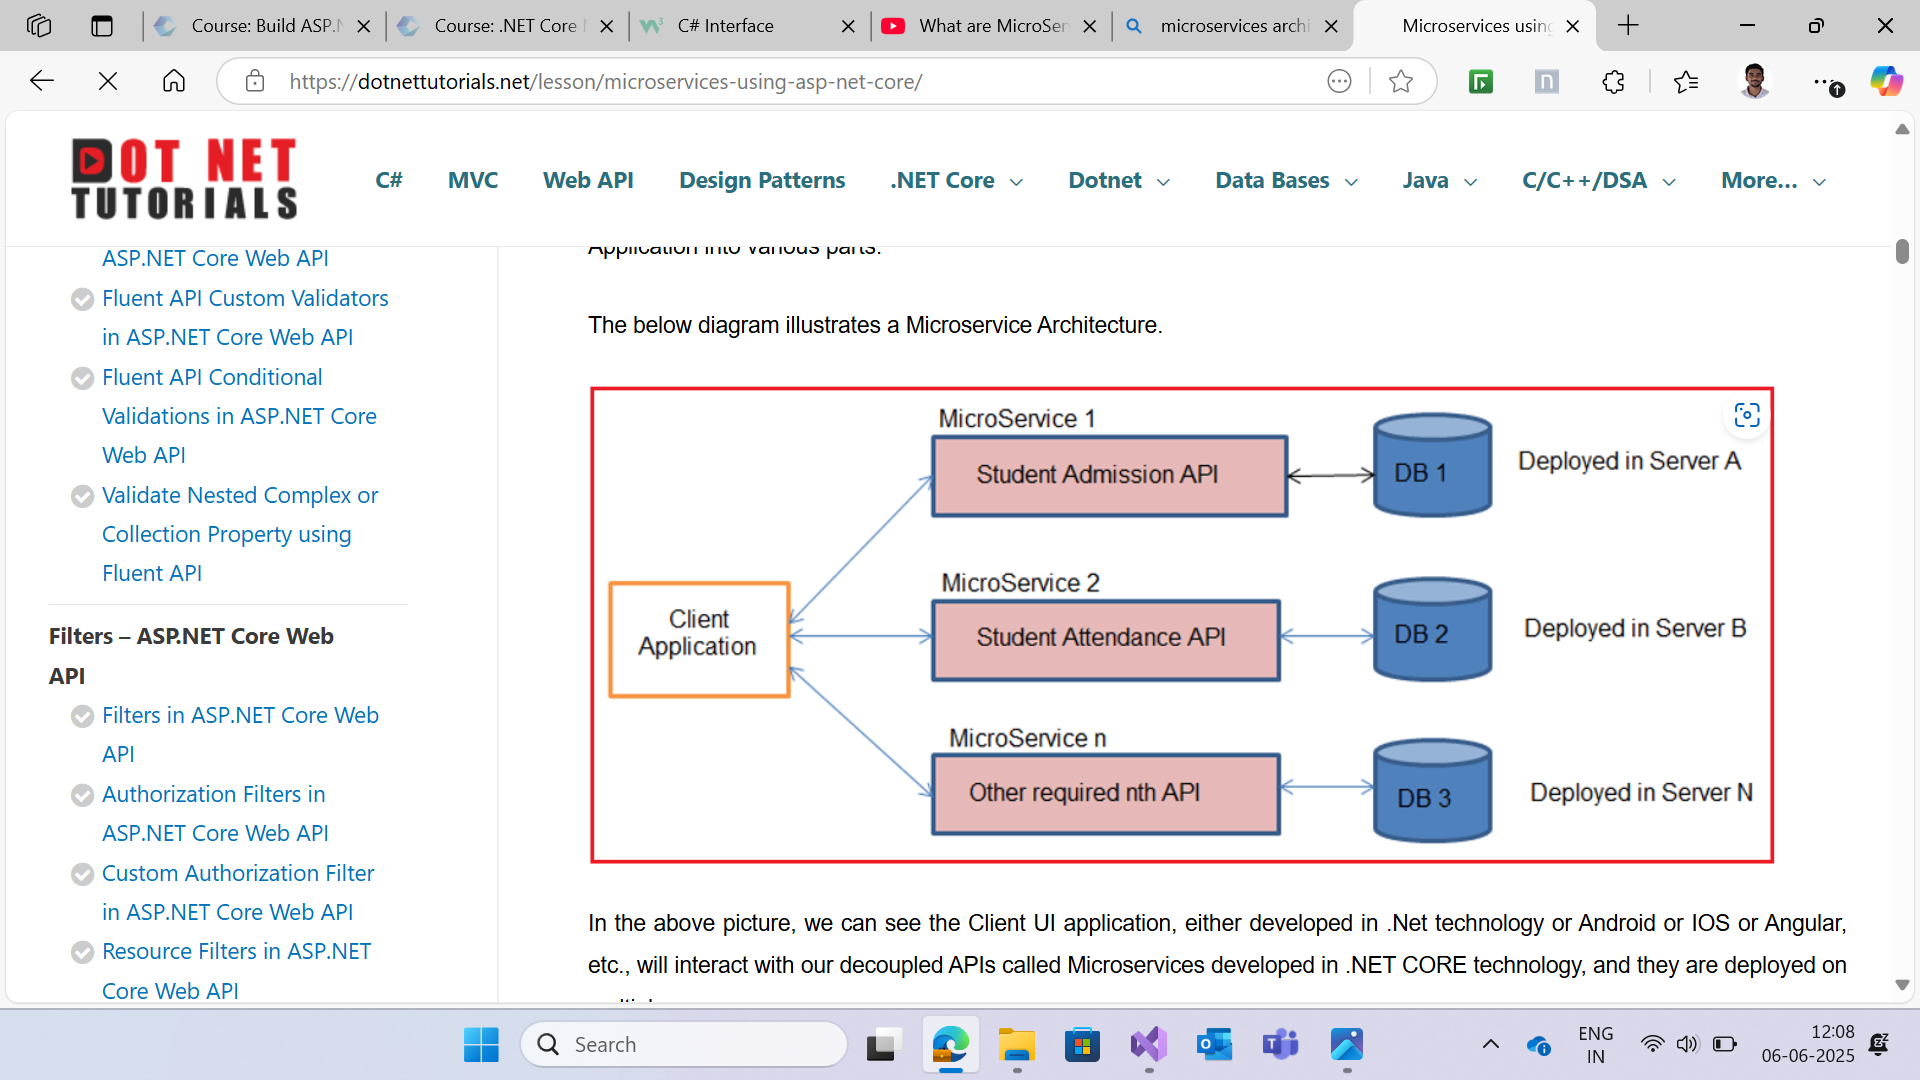 Course: Build ASP.N
Course: .NET Core
C# Interface
What are MicroSer
microservices archi
Microservices using
https://dotnettutorials.net/lesson/microservices-using-asp-net-core/
DOT NET
TUTORIALS
C# MVC Web API Design Patterns .NET Core Dotnet Data Bases Java C/C++/DSA More...
ASP.NET Core Web API
Fluent API Custom Validators
in ASP.NET Core Web API
Fluent API Conditional
Validations in ASP.NET Core
Web API
Validate Nested Complex or
Collection Property using
Fluent API
Filters – ASP.NET Core Web
API
Filters in ASP.NET Core Web
API
Authorization Filters in
ASP.NET Core Web API
Custom Authorization Filter
in ASP.NET Core Web API
Resource Filters in ASP.NET
Core Web API
Application into various parts.
The below diagram illustrates a Microservice Architecture.
MicroService 1
Student Admission API
DB 1
Deployed in Server A
Client
Application
MicroService 2
Student Attendance API
DB 2
Deployed in Server B
MicroService n
Other required nth API
DB 3
Deployed in Server N
In the above picture, we can see the Client UI application, either developed in .Net technology or Android or IOS or Angular,
etc., will interact with our decoupled APIs called Microservices developed in .NET CORE technology, and they are deployed on
Search
ENG
IN
12:08
06-06-2025